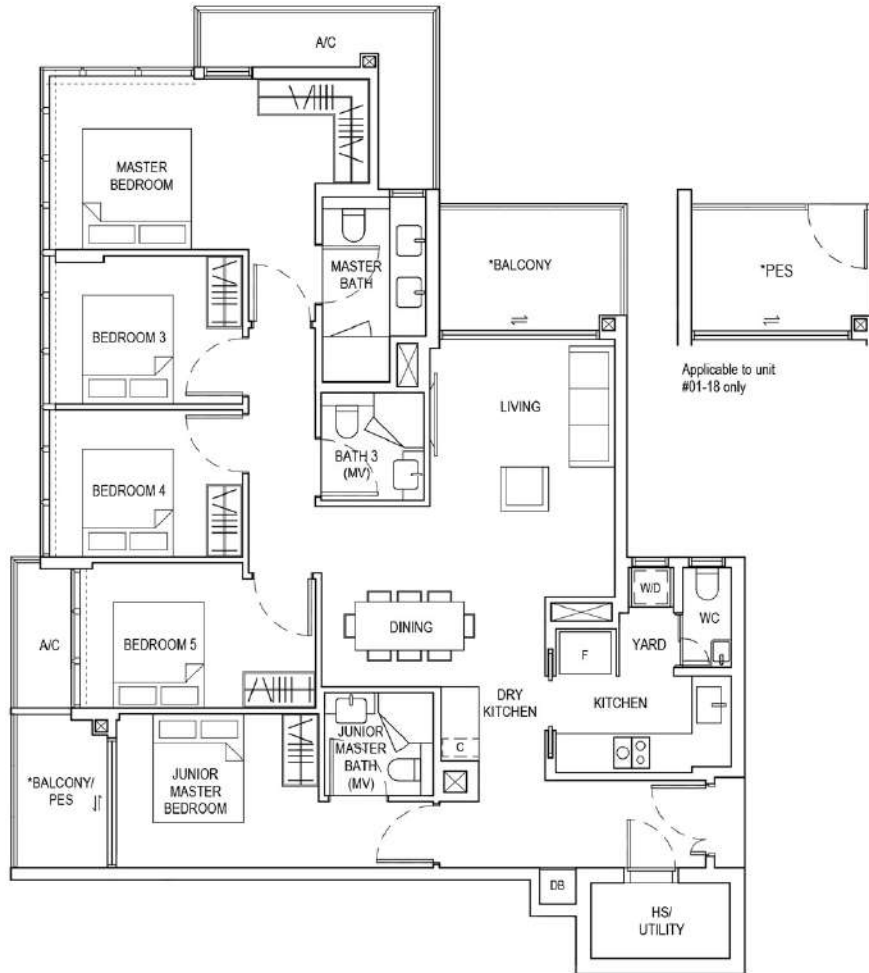 A/C
MASTER
BEDROOM
MASTER
BATH
*BALCONY
*PES
Applicable to unit
#01-18 only
BEDROOM 3
LIVING
BATH 3
(MV)
BEDROOM 4
W/D
WC
A/C
BEDROOM 5
DINING
F
YARD
DRY
KITCHEN
KITCHEN
C
JUNIOR
MASTER
BATH
(MV)
*BALCONY/
PES
JUNIOR
MASTER
BEDROOM
DB
HS/
UTILITY